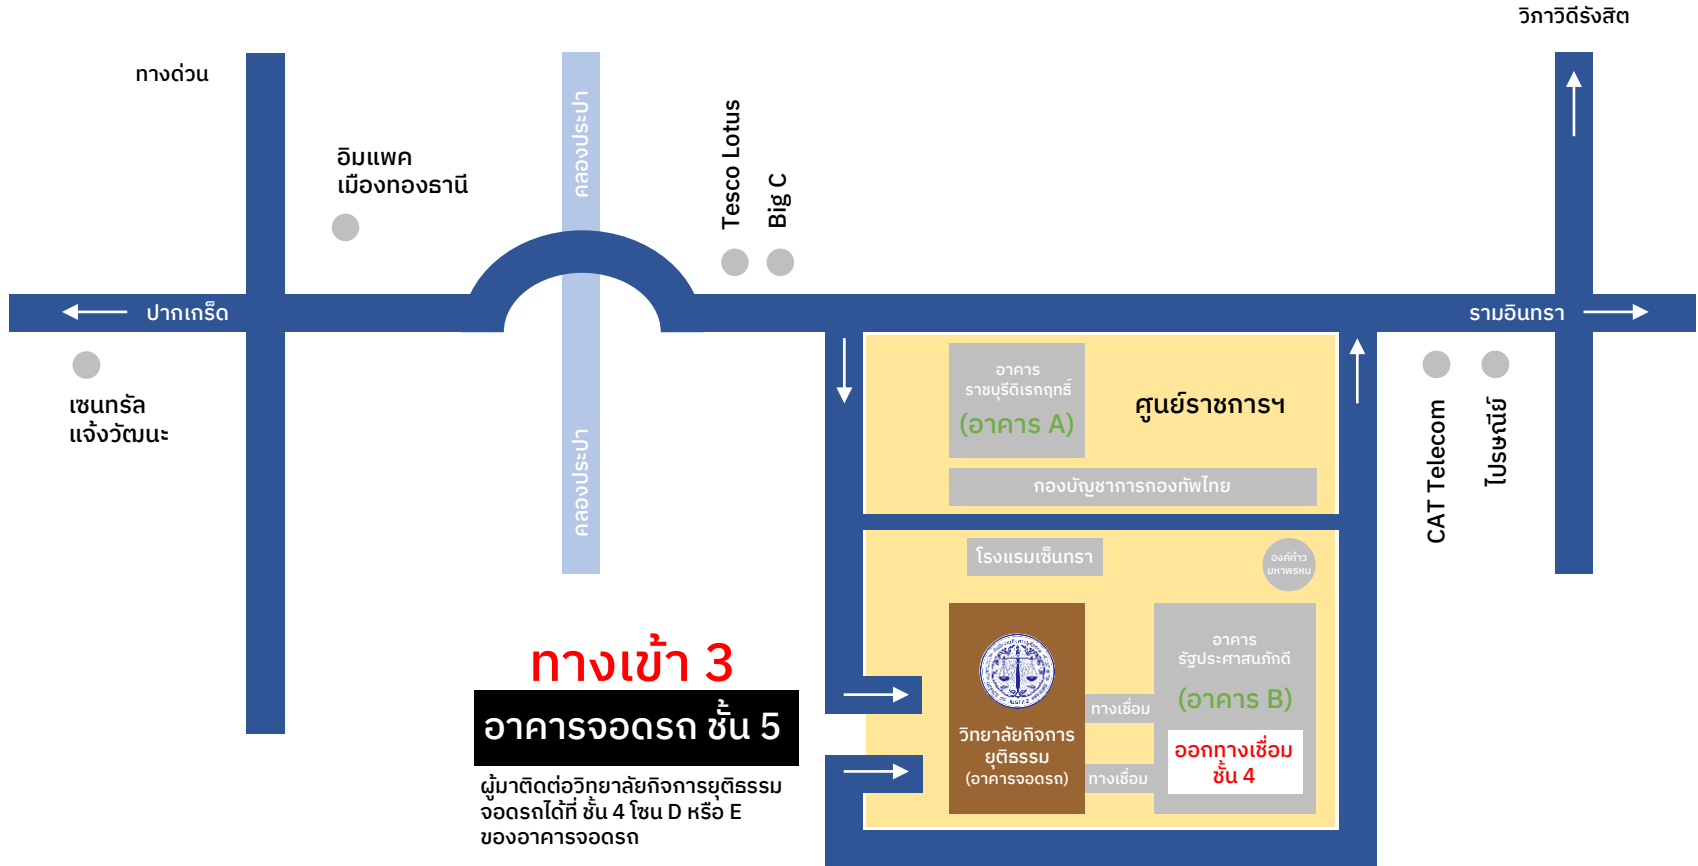 วิภาวิดีรังสิต
ทางด่วน
คลองประปา
Tesco Lotus
Big C
อิมแพค
เมืองทองธานี
ปากเกร็ด
รามอินทรา
เซนทรัล
แจ้งวัฒนะ
อาคาร
ราชบุรีดิเรกฤทธิ์
(อาคาร A)
ศูนย์ราชการฯ
CAT Telecom
ไปรษณีย์
คลองประปา
กองบัญชาการกองทัพไทย
โรงแรมเซ็นทรา
องค์ท้าว
มหาพรหม
ทางเข้า 3
อาคารจอดรถ ชั้น 5
ผู้มาติดต่อวิทยาลัยกิจการยุติธรรม
จอดรถได้ที่ ชั้น 4 โซน D หรือ E
ของอาคารจอดรถ
วิทยาลัยกิจการ
ยุติธรรม
(อาคารจอดรถ)
ทางเชื่อม
ทางเชื่อม
อาคาร
รัฐประศาสนภักดี
(อาคาร B)
ออกทางเชื่อม
ชั้น 4